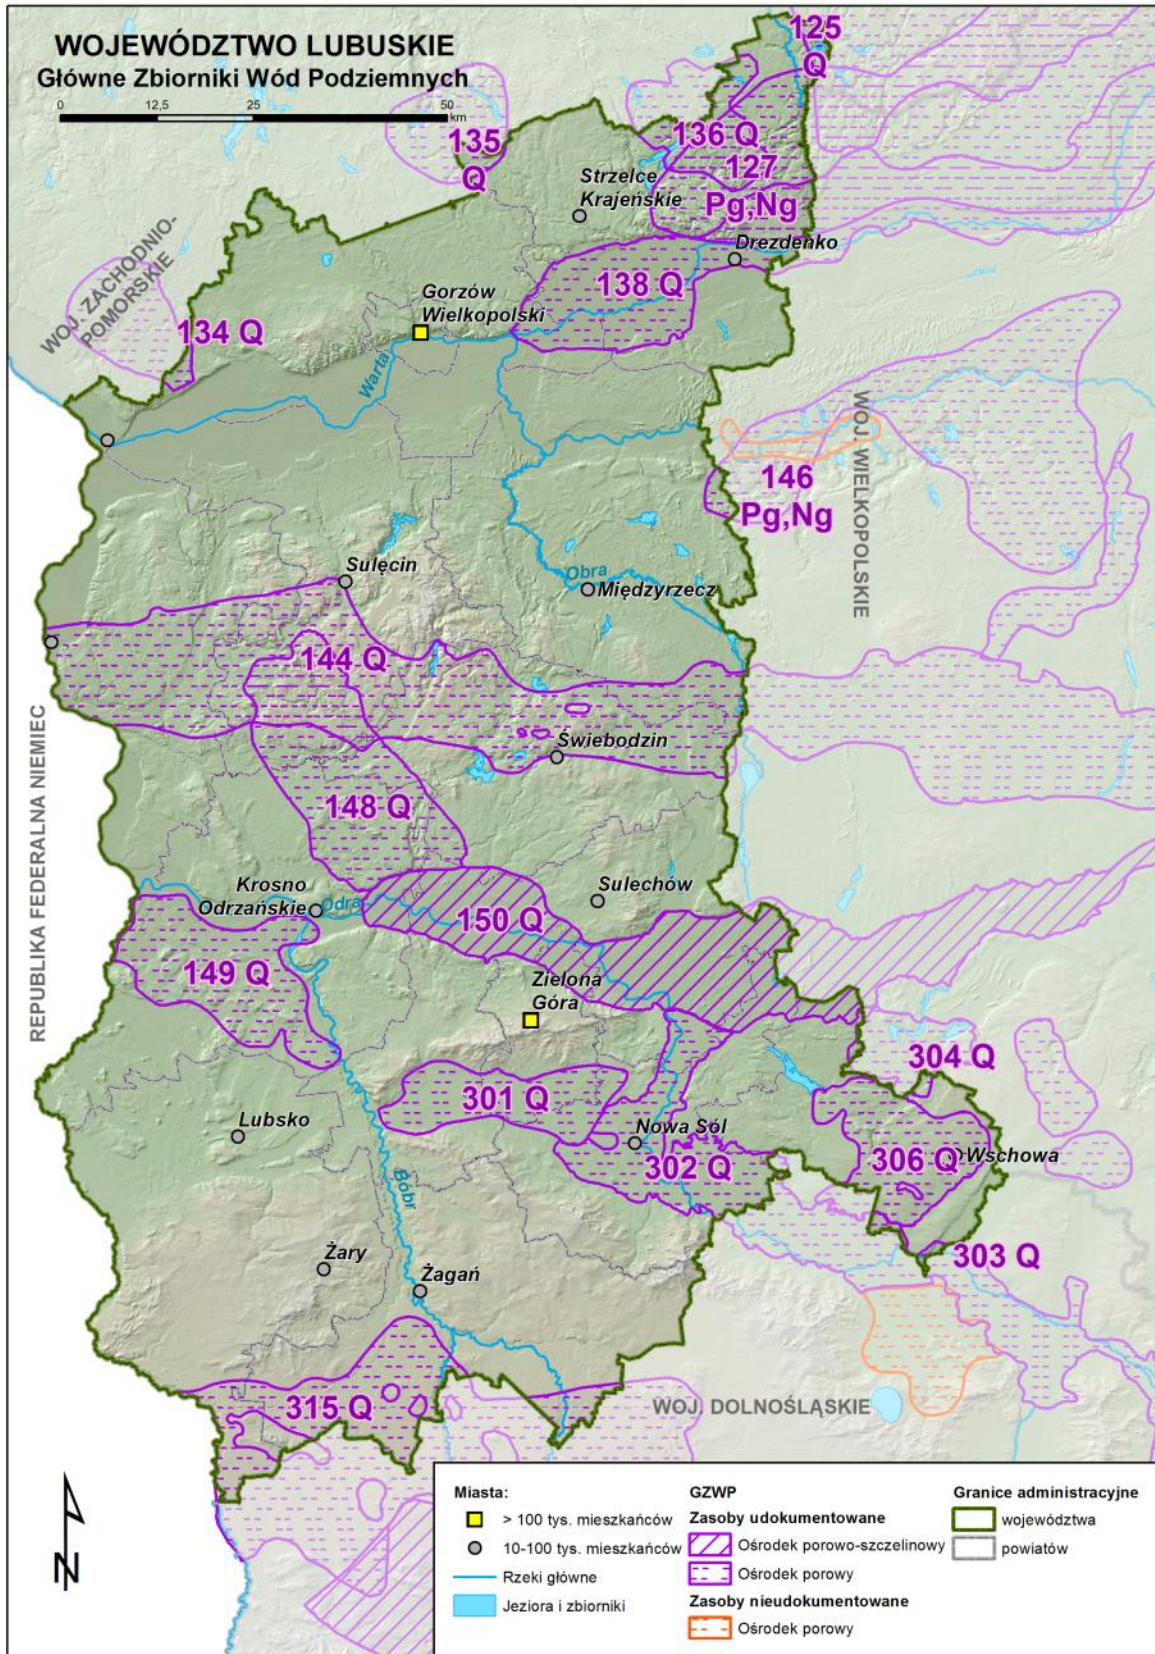 WOJEWÓDZTWO LUBUSKIE
Główne Zbiorniki Wód Podziemnych
0 12,5 25 50
km
125
Q
135
Q
136 Q
127
Pg,Ng
Strzelce
Krajeńskie
Drezdenko
138 Q
WOJ. ZACHODNIO-
POMORSKIE
134 Q
Gorzów
Wielkopolski
Warta
WOJ. WIELKOPOLSKIE
146
Pg,Ng
Sulęcin
Obra
Międzyrzecz
144 Q
REPUBLIKA FEDERALNA NIEMIEC
Świebodzin
148 Q
Krosno
Odrzańskie
Odra
Sulechów
150 Q
149 Q
Zielona
Góra
304 Q
301 Q
Lubsko
Nowa Sól
302 Q
306 Q
Wschowa
Bóbr
303 Q
Żary
Żagań
315 Q
WOJ. DOLNOŚLĄSKIE
N
Miasta:
> 100 tys. mieszkańców
10-100 tys. mieszkańców
Rzeki główne
Jeziora i zbiorniki
GZWP
Zasoby udokumentowane
Ośrodek porowo-szczelinowy
Ośrodek porowy
Zasoby nieudokumentowane
Ośrodek porowy
Granice administracyjne
województwa
powiatów